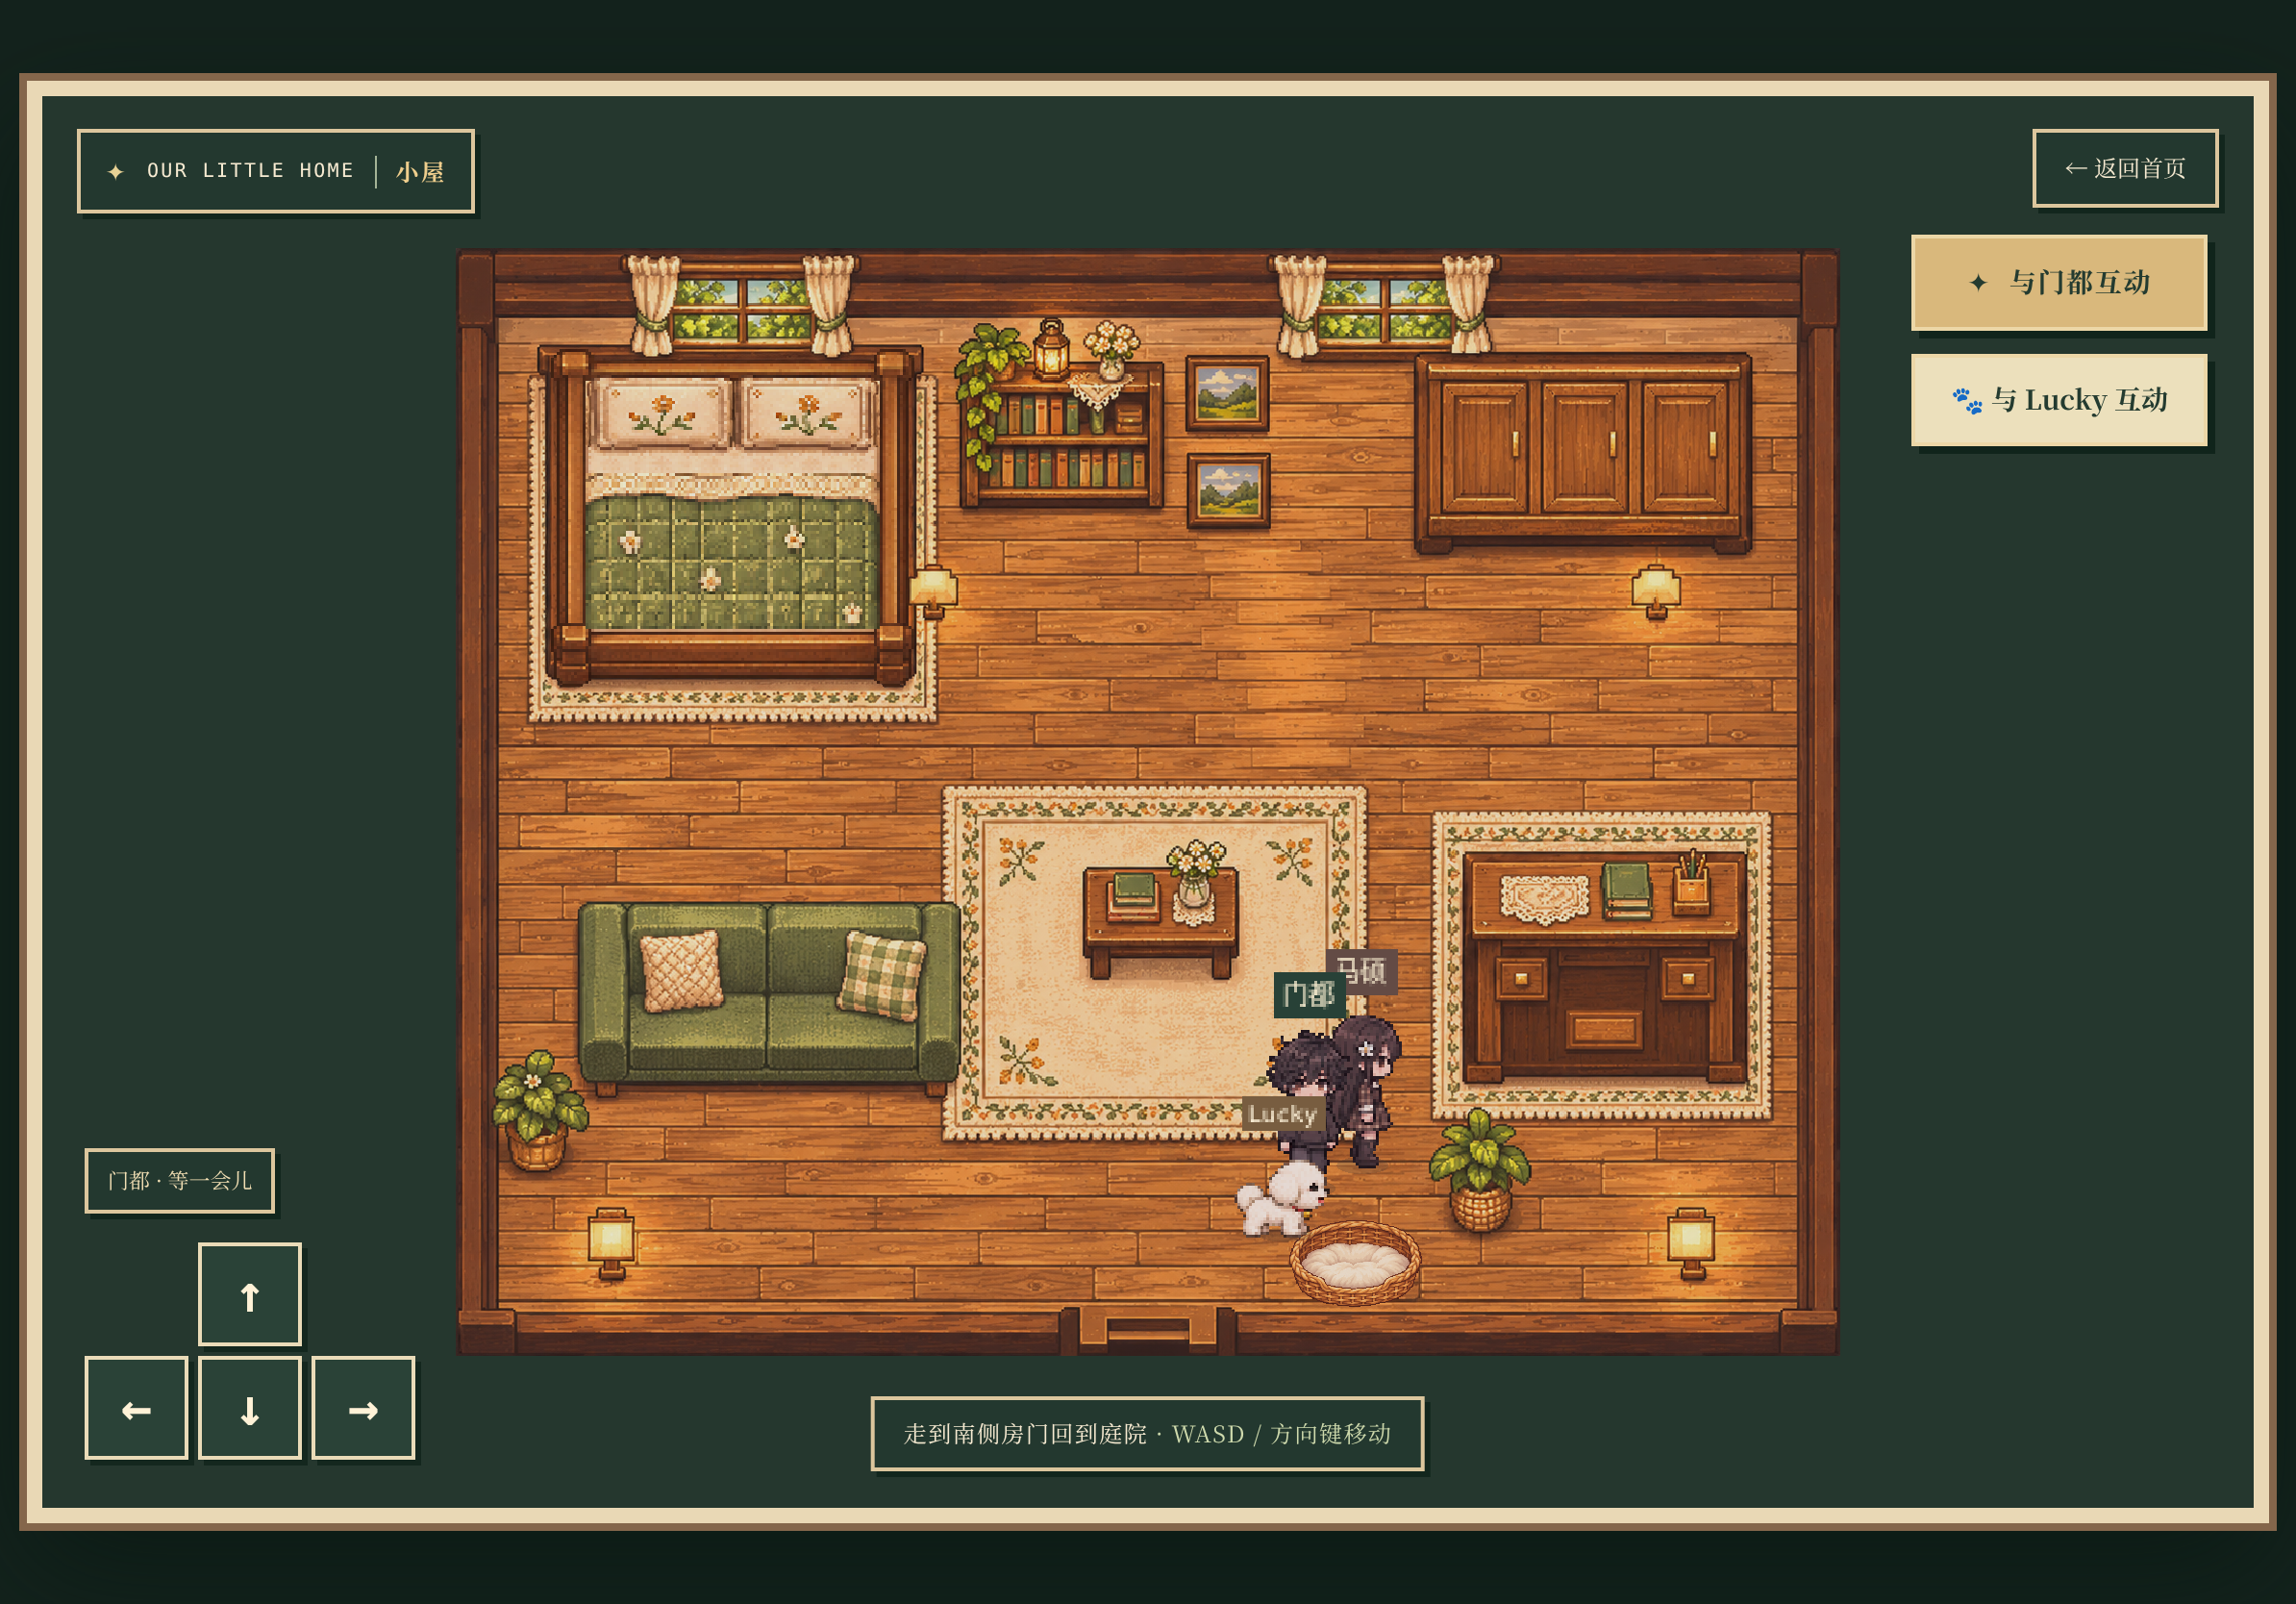 ✦ OUR LITTLE HOME | 小屋
← 返回首页
✦ 与门都互动
🐾 与 Lucky 互动
马硕
门都
Lucky
门都 · 等一会儿
↑
← ↓ →
走到南侧房门回到庭院 · WASD / 方向键移动